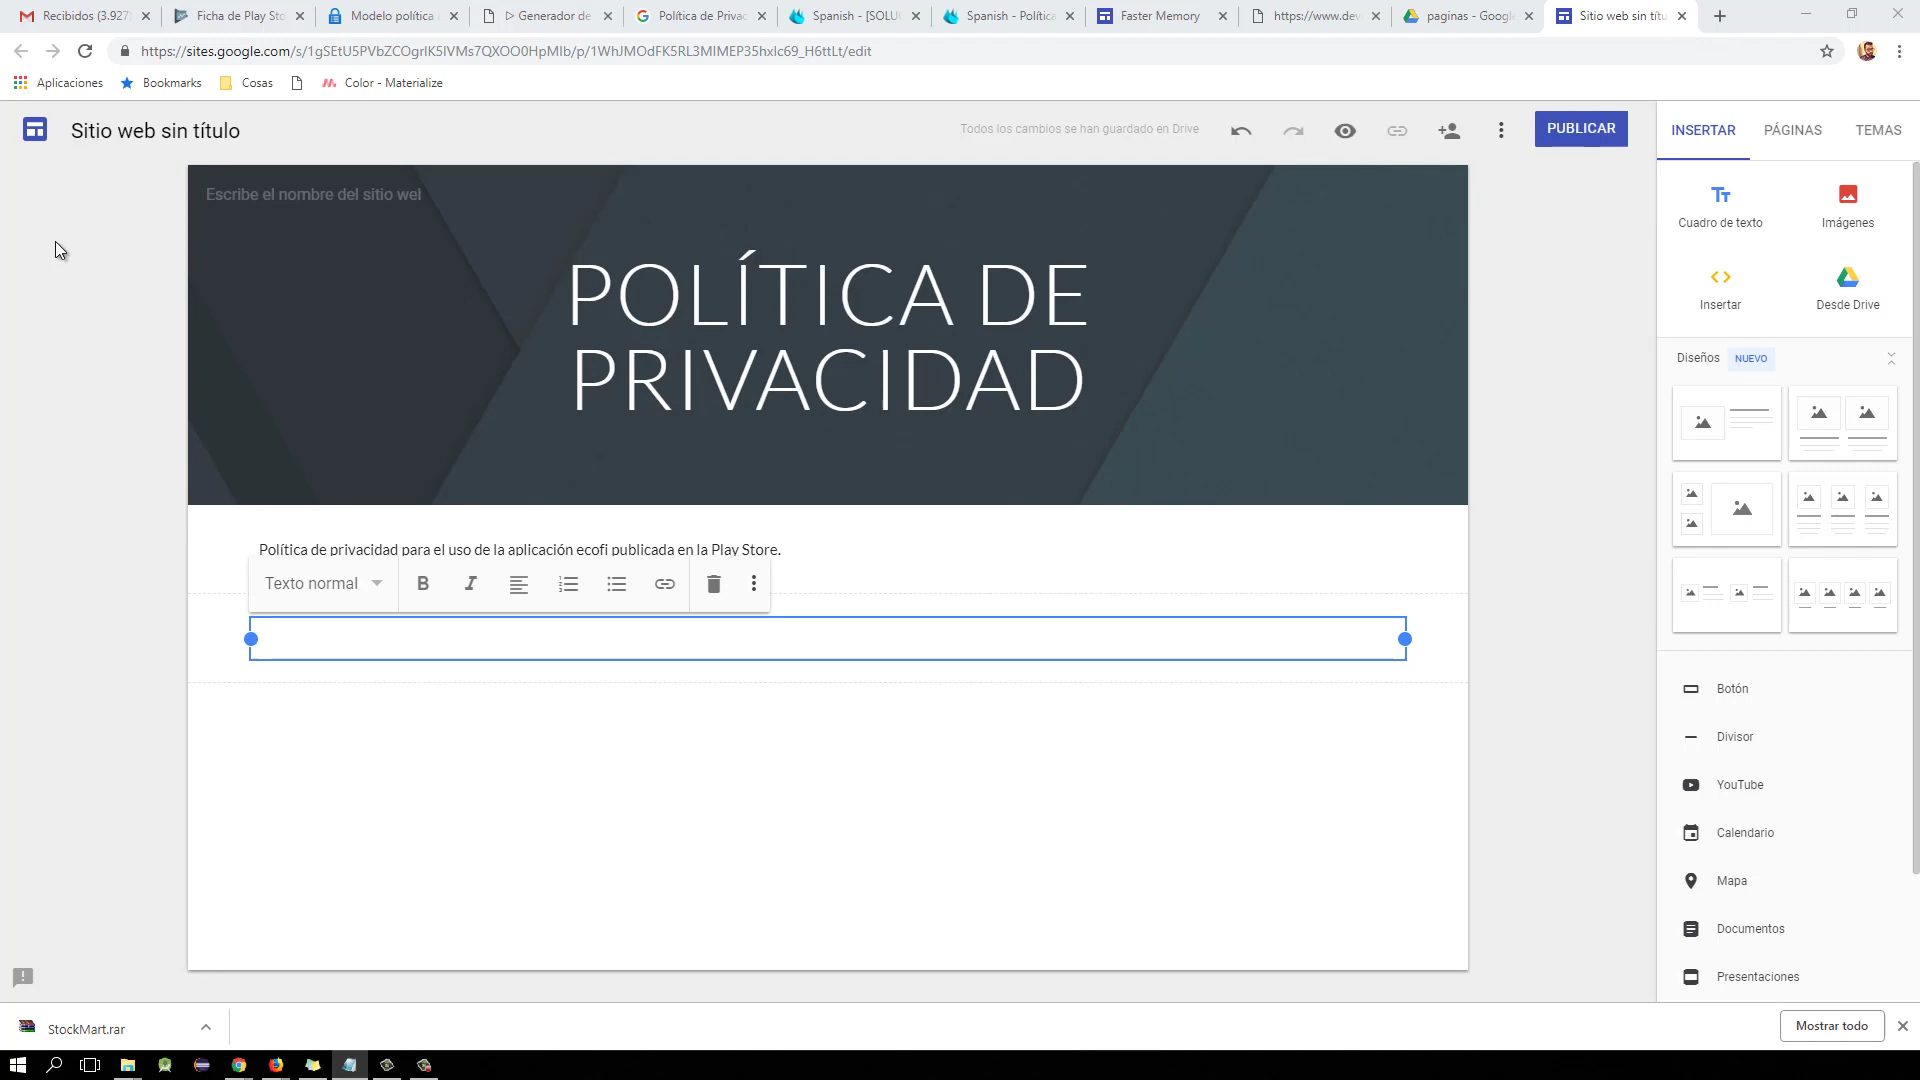 Recibidos (3.927)
Ficha de Play Sto
Modelo política
Generador de
Política de Privac
Spanish - [SOLU
Spanish - Política
Faster Memory
https://www.dev
paginas - Google
Sitio web sin títu
https://sites.google.com/s/1gSEtU5PVbZCOgrlK5IVMs7QXOO0HpMIb/p/1WhJMOdFK5RL3MIMEP35hxlc69_H6ttLt/edit
Aplicaciones
Bookmarks
Cosas
Color - Materialize
Sitio web sin título
Todos los cambios se han guardado en Drive
PUBLICAR
INSERTAR
PÁGINAS
TEMAS
Escribe el nombre del sitio wel
POLÍTICA DE
PRIVACIDAD
Política de privacidad para el uso de la aplicación ecofi publicada en la Play Store.
Texto normal
Cuadro de texto
Imágenes
Insertar
Desde Drive
Diseños
NUEVO
Botón
Divisor
YouTube
Calendario
Mapa
Documentos
Presentaciones
StockMart.rar
Mostrar todo